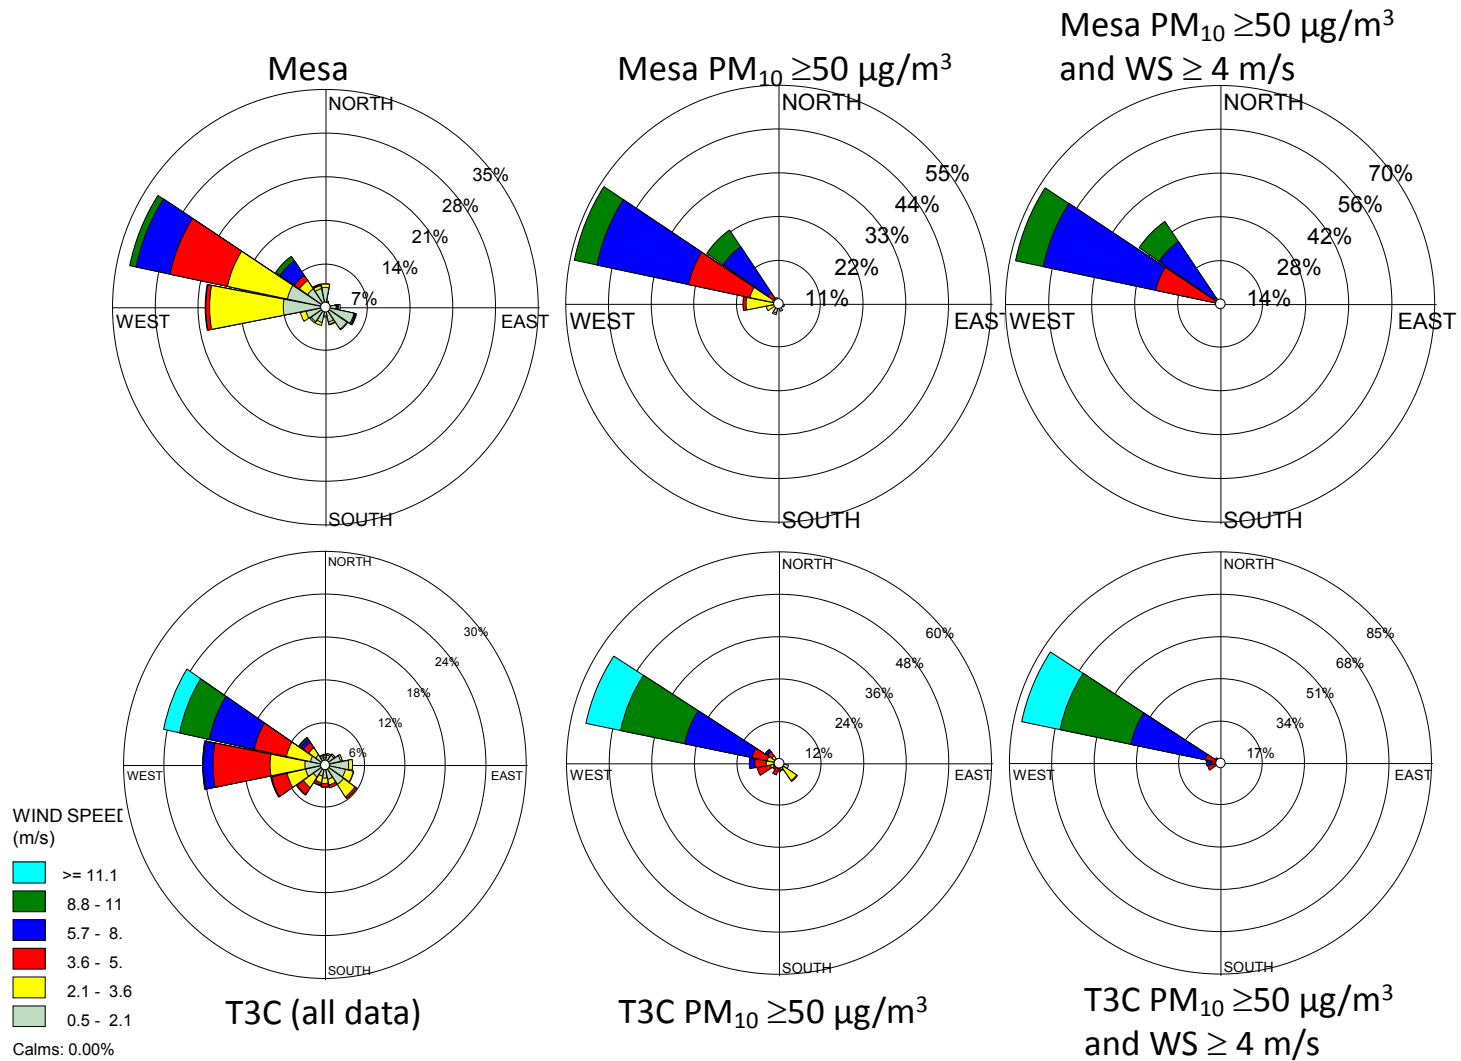 Mesa
Mesa PM₁₀ ≥50 µg/m³
Mesa PM₁₀ ≥50 µg/m³
and WS ≥ 4 m/s
NORTH
35%
28%
21%
14%
7%
WEST
EAST
SOUTH
NORTH
55%
44%
33%
22%
11%
WEST
EAST
SOUTH
NORTH
70%
56%
42%
28%
14%
WEST
EAST
SOUTH
NORTH
30%
24%
18%
12%
6%
WEST
EAST
SOUTH
NORTH
60%
48%
36%
24%
12%
WEST
EAST
SOUTH
NORTH
85%
68%
51%
34%
17%
WEST
EAST
SOUTH
WIND SPEED
(m/s)
>= 11.1
8.8 - 11
5.7 - 8.
3.6 - 5.
2.1 - 3.6
0.5 - 2.1
Calms: 0.00%
T3C (all data)
T3C PM₁₀ ≥50 µg/m³
T3C PM₁₀ ≥50 µg/m³
and WS ≥ 4 m/s